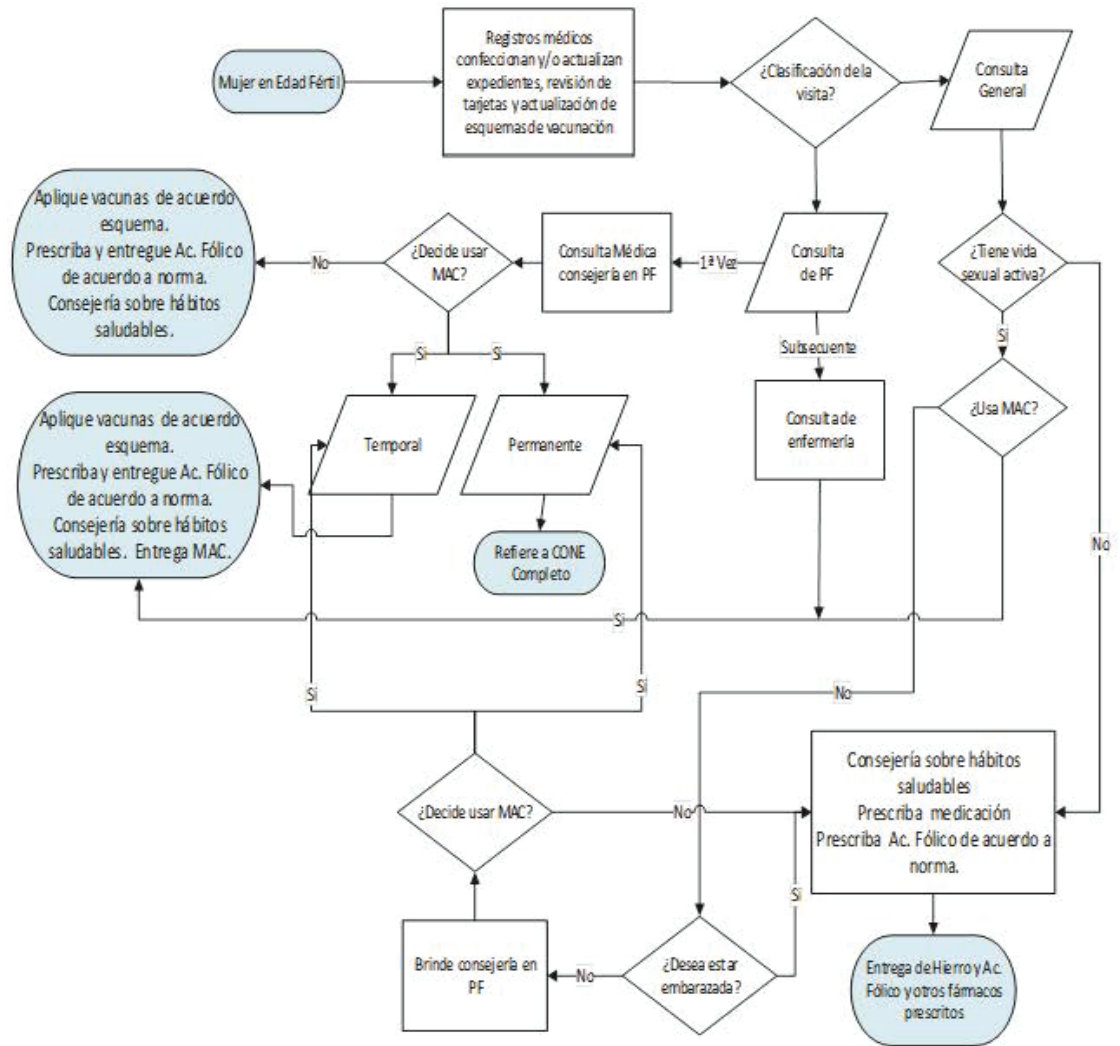 Mujer en Edad Fértil
Registros médicos
confeccionan y/o actualizan
expedientes, revisión de
tarjetas y actualización de
esquemas de vacunación
¿Clasificación de la
visita?
Consulta
General
Aplique vacunas de acuerdo
esquema.
Prescriba y entregue Ac. Fólico
de acuerdo a norma.
Consejería sobre hábitos
saludables.
No
¿Decide usar
MAC?
Consulta Médica
consejería en PF
1ª Vez
Consulta
de PF
¿Tiene vida
sexual activa?
Si
Si
Subsecuente
Si
Aplique vacunas de acuerdo
esquema.
Prescriba y entregue Ac. Fólico
de acuerdo a norma.
Consejería sobre hábitos
saludables. Entrega MAC.
Temporal
Permanente
Consulta de
enfermería
¿Usa MAC?
Refiere a CONE
Completo
No
Si
Si
Si
No
¿Decide usar MAC?
No
Consejería sobre hábitos
saludables
Prescriba medicación
Prescriba Ac. Fólico de acuerdo a
norma.
Si
Brinde consejería en
PF
No
¿Desea estar
embarazada?
Entrega de Hierro y Ac.
Fólico y otros fármacos
prescritos